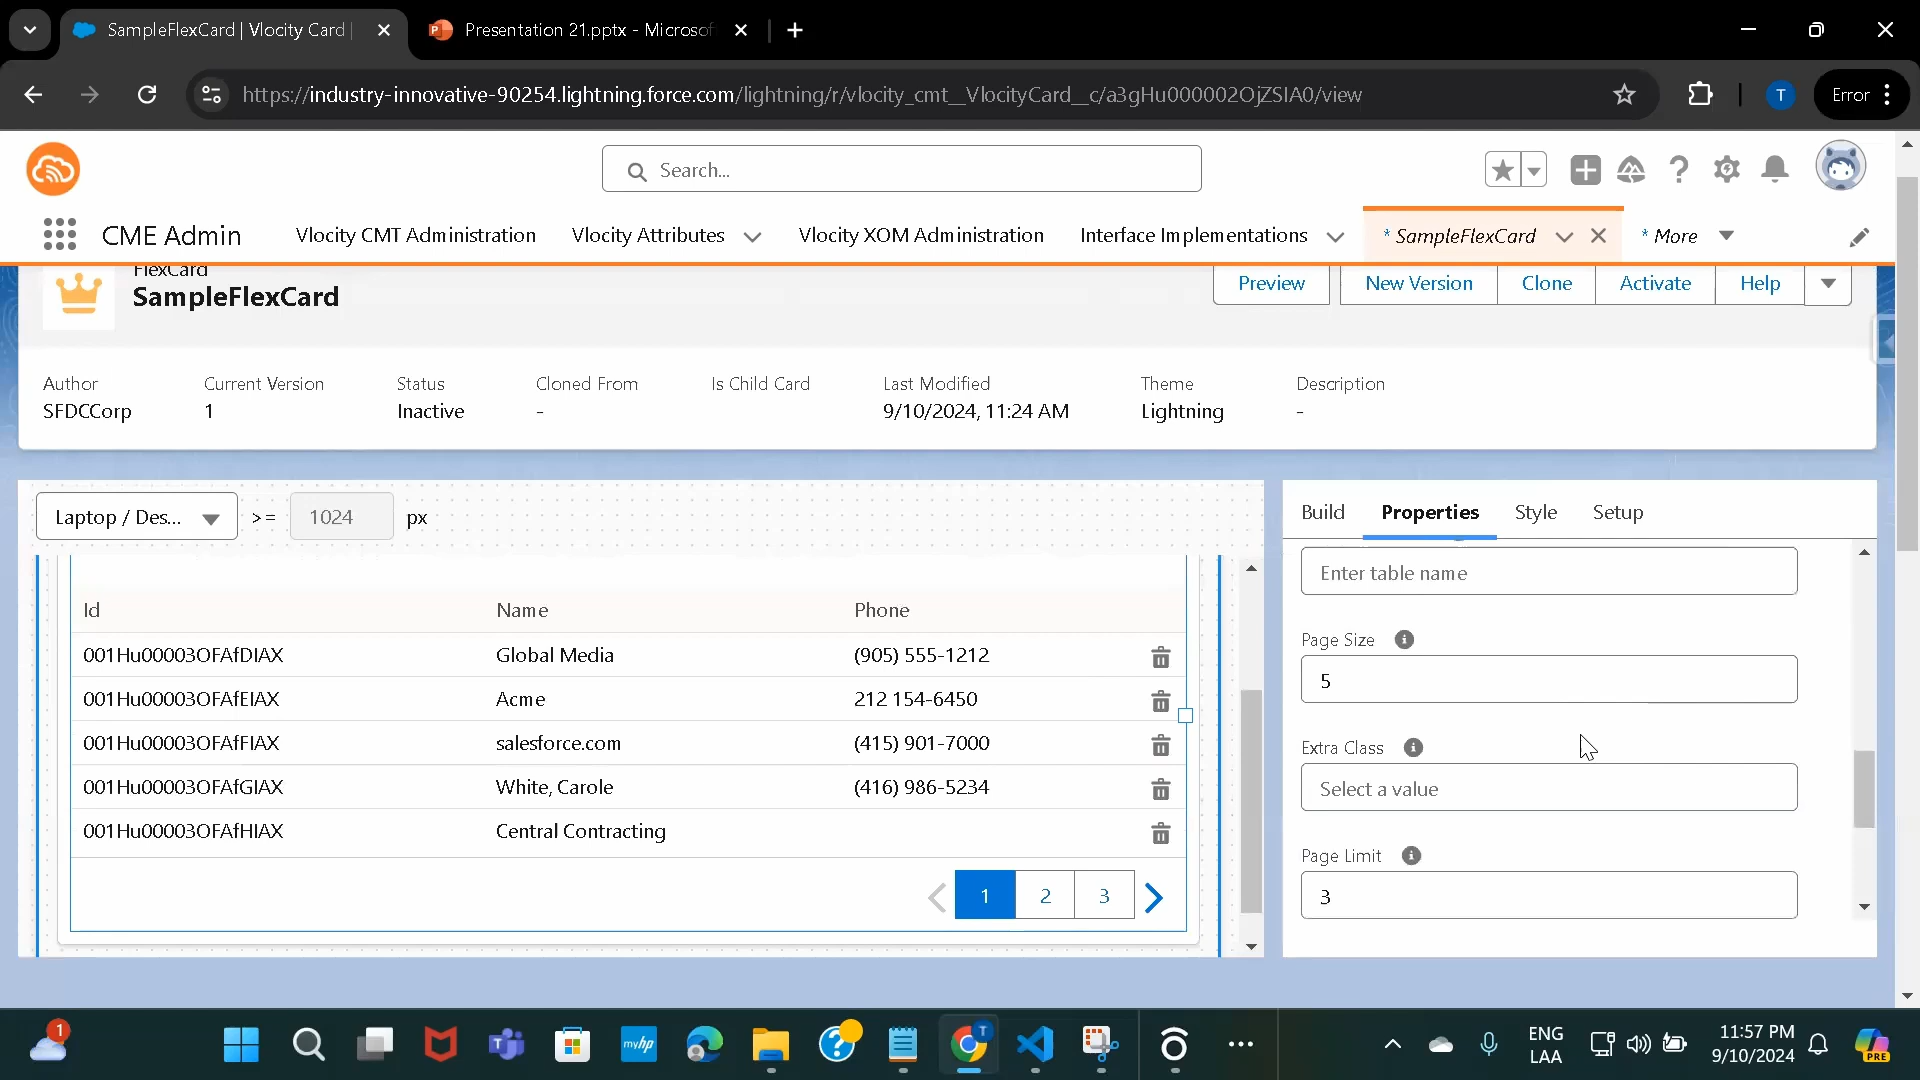 SampleFlexCard | Vlocity Card |
Presentation 21.pptx - Microsof
https://industry-innovative-90254.lightning.force.com/lightning/r/vlocity_cmt__VlocityCard__c/a3gHu000002OjZSIA0/view
T
Error
Search...
CME Admin
Vlocity CMT Administration
Vlocity Attributes
Vlocity XOM Administration
Interface Implementations
* SampleFlexCard
* More
FlexCard
SampleFlexCard
Preview
New Version
Clone
Activate
Help
Author
Current Version
Status
Cloned From
Is Child Card
Last Modified
Theme
Description
SFDCCorp
1
Inactive
-
9/10/2024, 11:24 AM
Lightning
-
Laptop / Des...
>=
1024
px
Build
Properties
Style
Setup
Id
Name
Phone
001Hu00003OFAfDIAX Global Media (905) 555-1212
001Hu00003OFAfEIAX Acme 212 154-6450
001Hu00003OFAfFIAX salesforce.com (415) 901-7000
001Hu00003OFAfGIAX White, Carole (416) 986-5234
001Hu00003OFAfHIAX Central Contracting
1 2 3
Enter table name
Page Size
5
Extra Class
Select a value
Page Limit
3
1
myhp
T
ENG
LAA
11:57 PM
9/10/2024
PRE